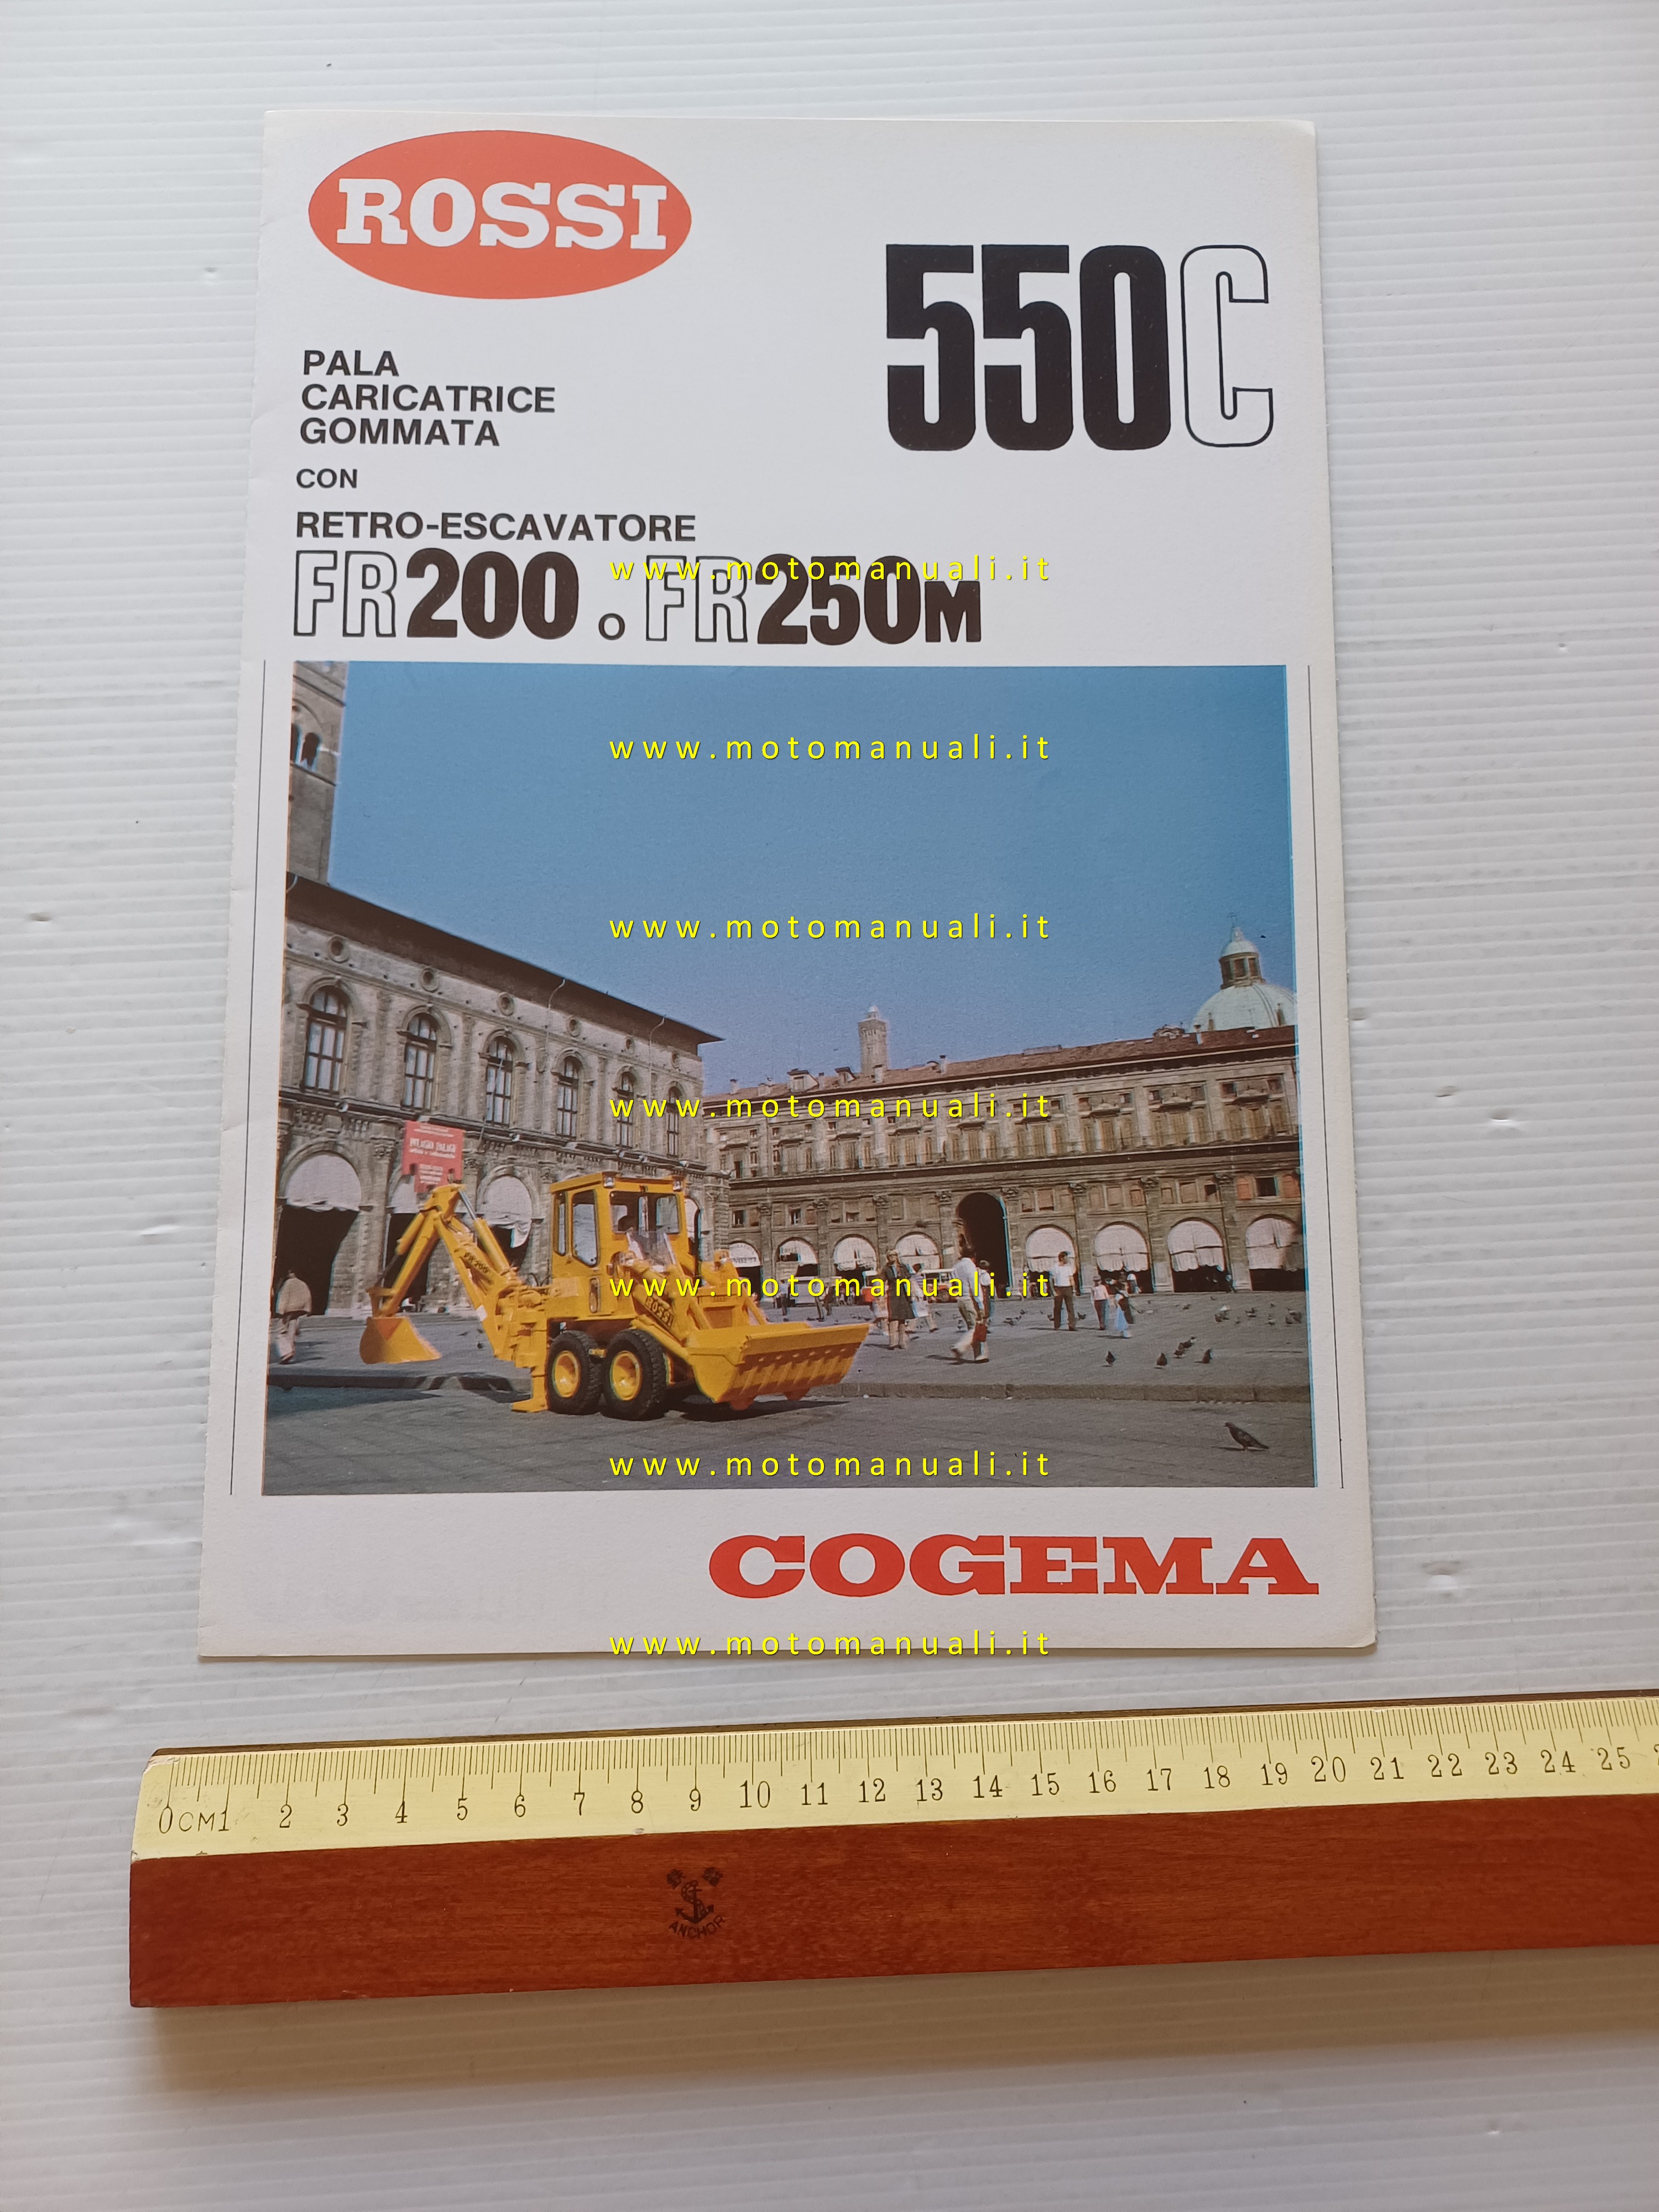 ROSSI
550C
PALA
CARICATRICE
GOMMATA
CON
RETRO-ESCAVATORE
FR200 o FR250M
www.motomanuali.it
www.motomanuali.it
www.motomanuali.it
www.motomanuali.it
ROSSI
www.motomanuali.it
www.motomanuali.it
COGEMA
www.motomanuali.it
0CM1 2 3 4 5 6 7 8 9 10 11 12 13 14 15 16 17 18 19 20 21 22 23 24 25
ANCHOR